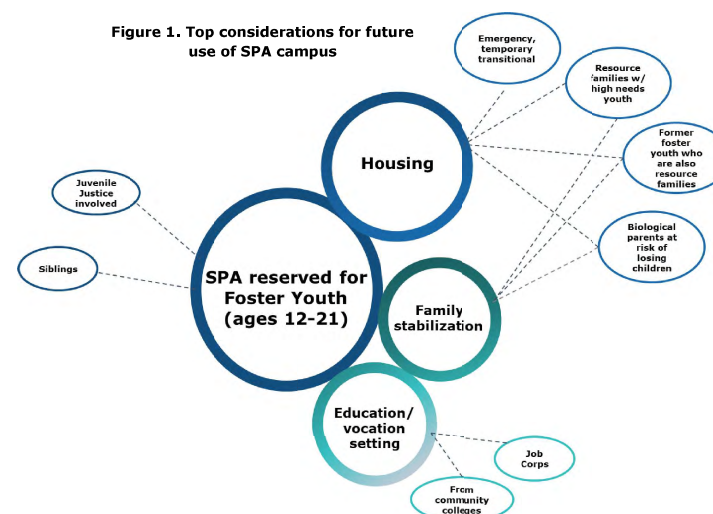 Figure 1. Top considerations for future
use of SPA campus
Emergency,
temporary
transitional
Resource
families w/
high needs
youth
Former
foster
youth who
are also
resource
families
Biological
parents at
risk of
losing
children
Housing
Juvenile
Justice
involved
Siblings
SPA reserved for
Foster Youth
(ages 12-21)
Family
stabilization
Education/
vocation
setting
Job
Corps
From
community
colleges